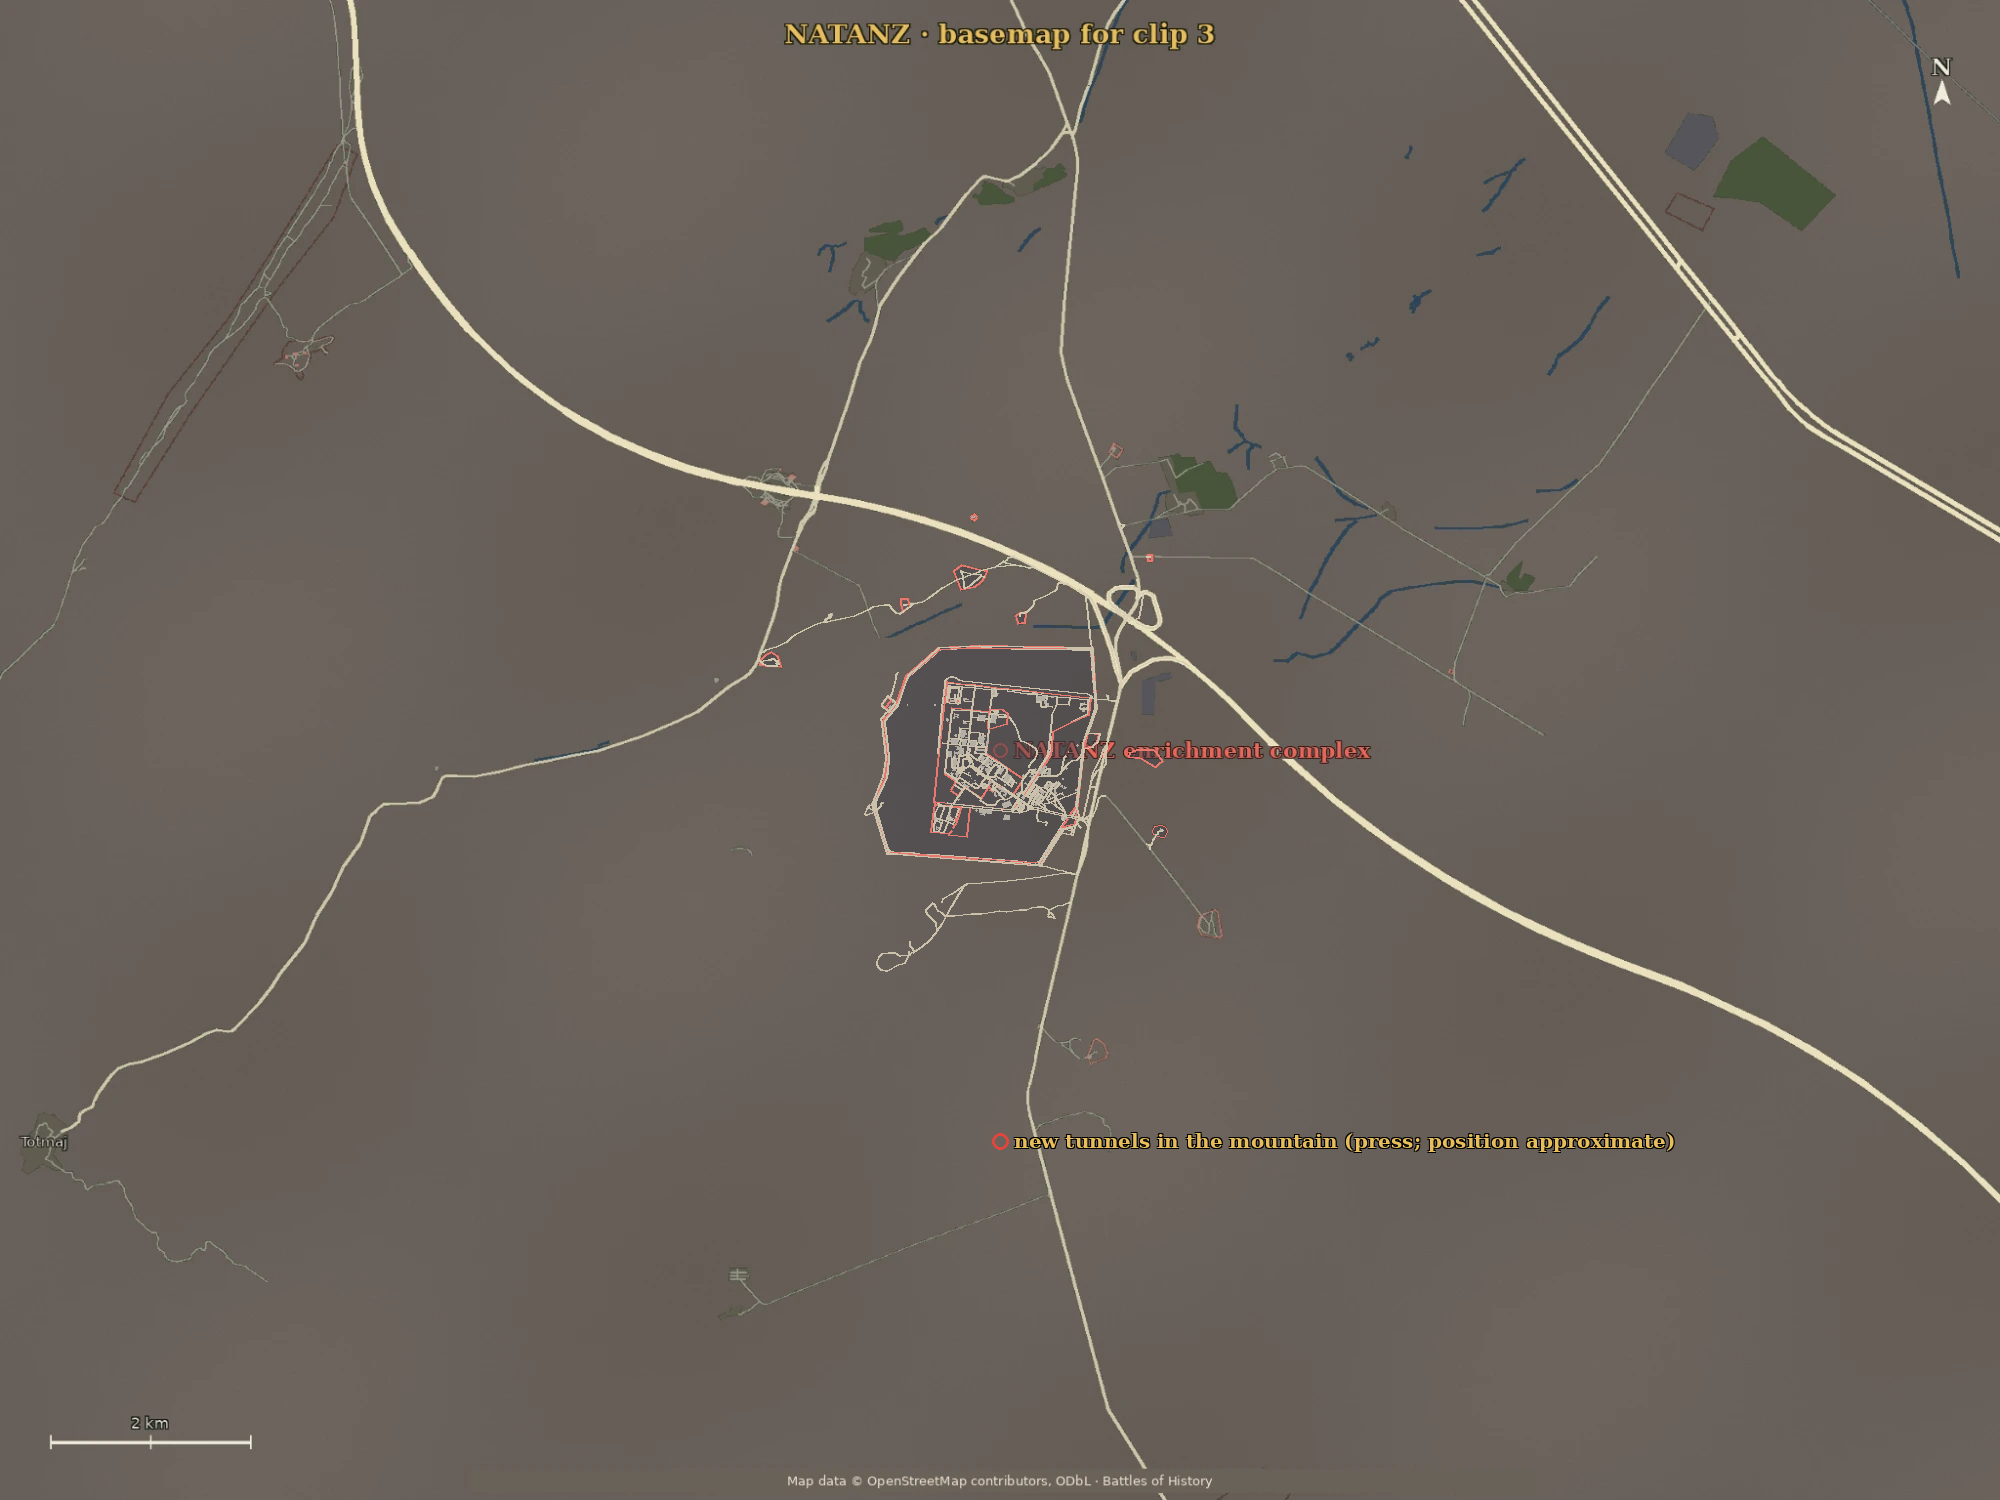 NATANZ · basemap for clip 3
N
NATANZ enrichment complex
Totmaj
new tunnels in the mountain (press; position approximate)
2 km
Map data © OpenStreetMap contributors, ODbL · Battles of History